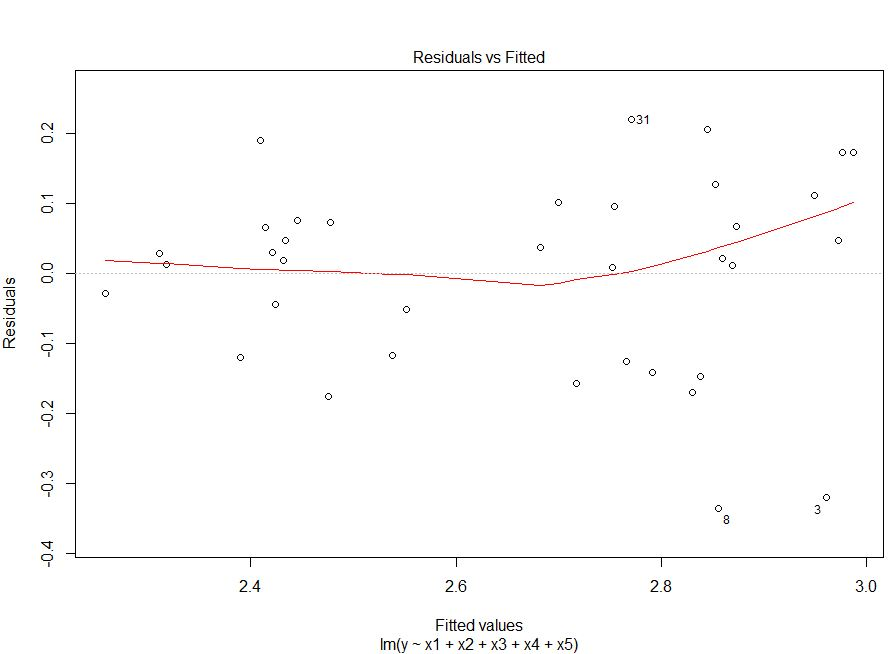 Residuals vs Fitted
0.2
0.1
0.0
-0.1
-0.2
-0.3
-0.4
Residuals
31
8
3
2.4 2.6 2.8 3.0
Fitted values
lm(y ~ x1 + x2 + x3 + x4 + x5)